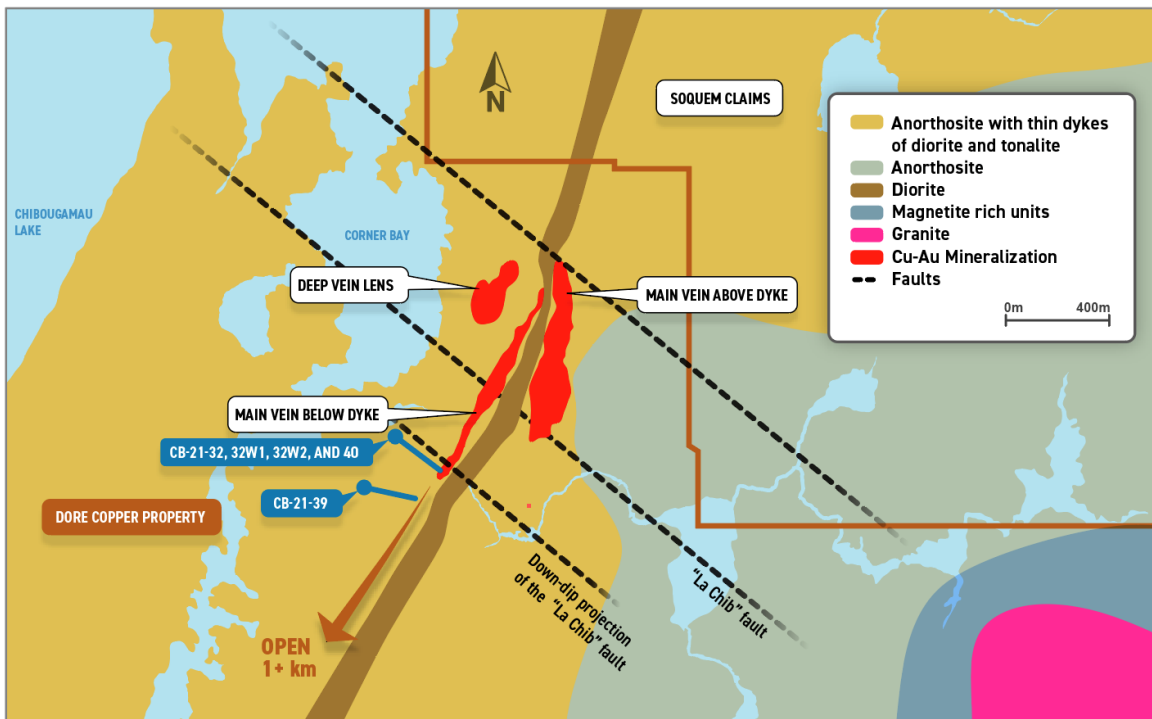 SOQUEM CLAIMS
N
Anorthosite with thin dykes
of diorite and tonalite
Anorthosite
Diorite
Magnetite rich units
Granite
Cu-Au Mineralization
Faults
0m 400m
CHIBOUGAMAU
LAKE
CORNER BAY
DEEP VEIN LENS
MAIN VEIN ABOVE DYKE
MAIN VEIN BELOW DYKE
CB-21-32, 32W1, 32W2, AND 40
CB-21-39
DORE COPPER PROPERTY
Down-dip projection
of the "La Chib" fault
"La Chib" fault
OPEN
1+ km